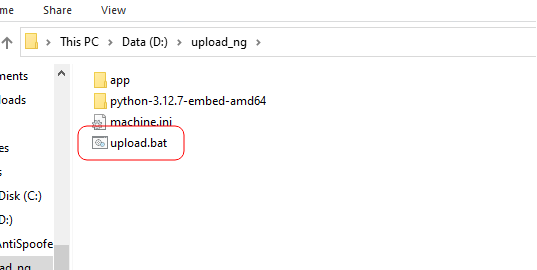 Share
View
This PC > Data (D:) > upload_ng >
app
python-3.12.7-embed-amd64
machine.ini
upload.bat
ments
loads
es
s
Disk (C:)
D:)
AntiSpoofe
ad_ng